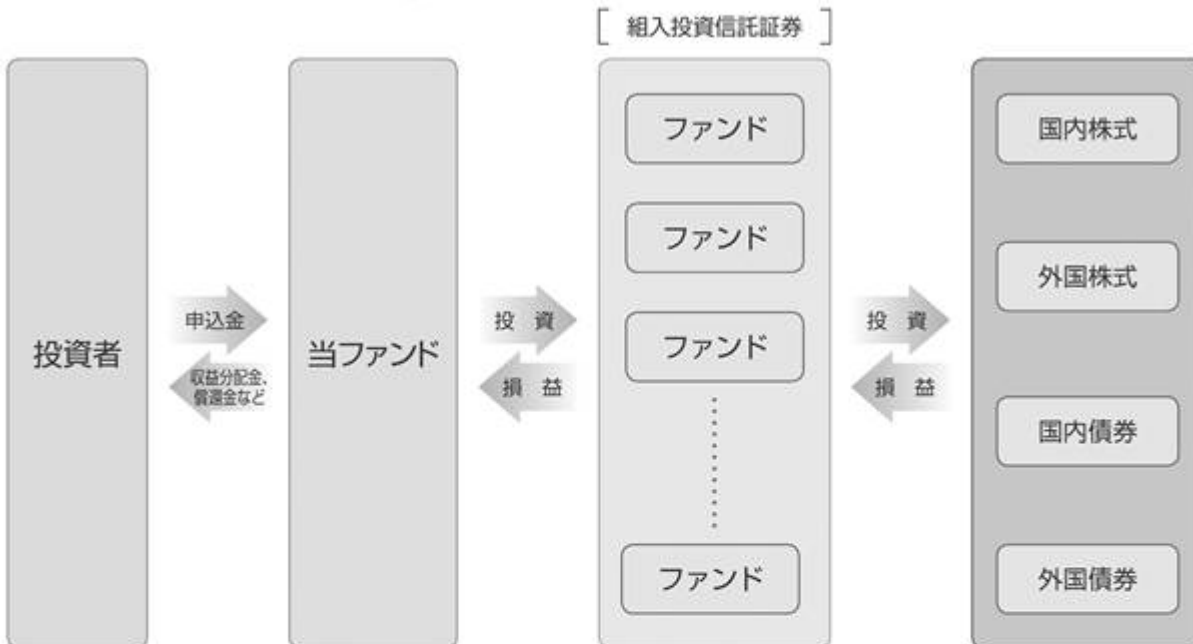 [ 組入投資信託証券 ]
投資者
申込金
収益分配金、
償還金など
当ファンド
投資
損益
ファンド
ファンド
ファンド
ファンド
投資
損益
国内株式
外国株式
国内債券
外国債券